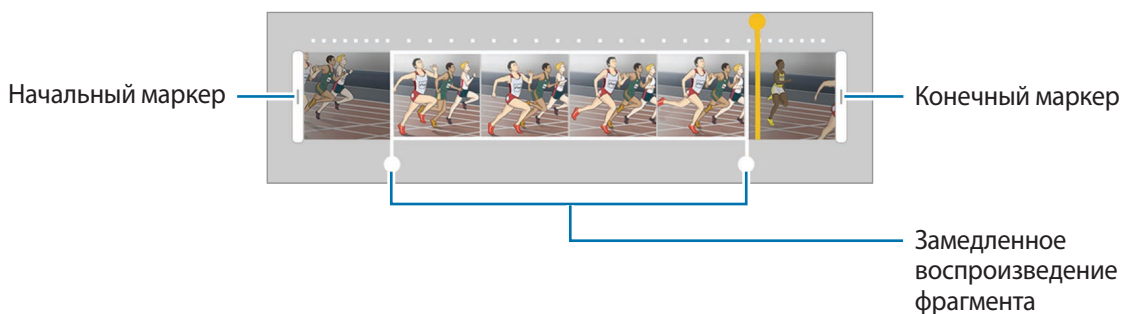 Начальный маркер
Конечный маркер
Замедленное
воспроизведение
фрагмента